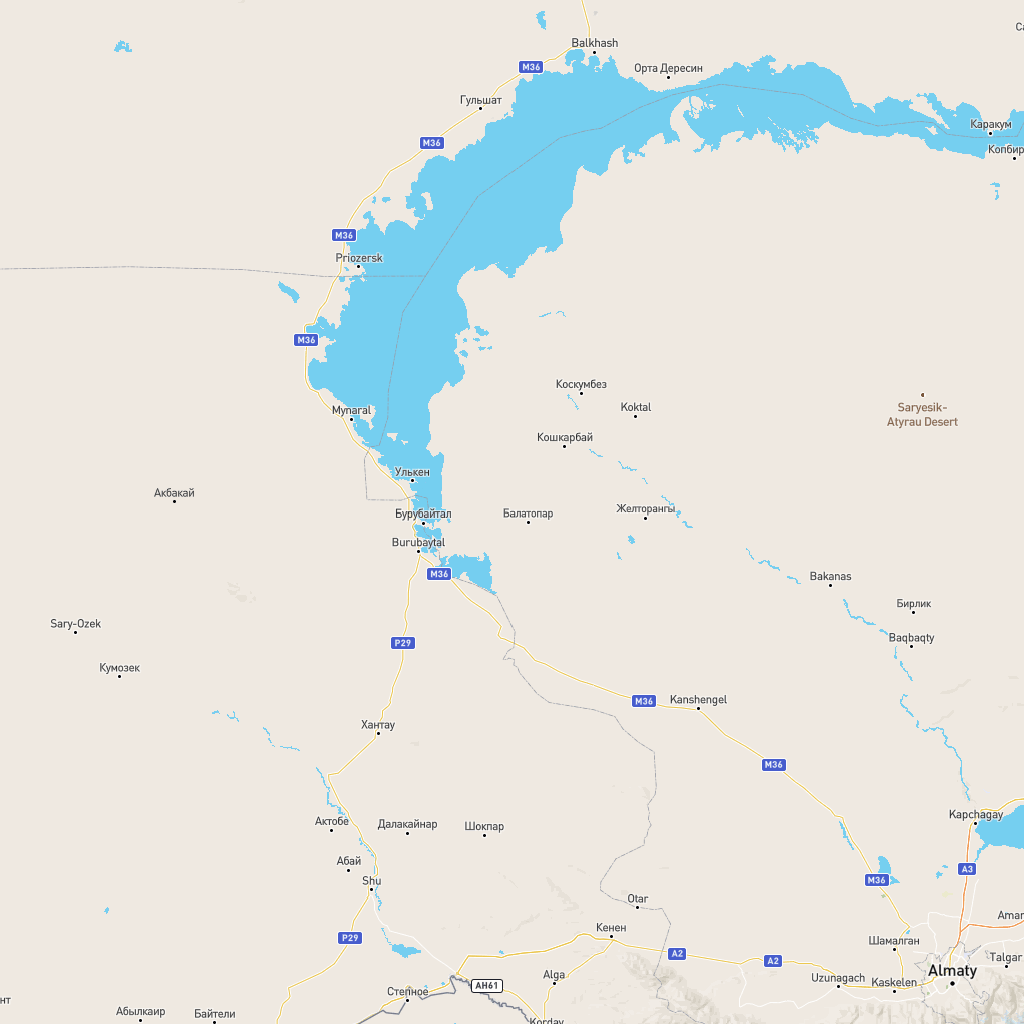 Balkhash
M36
Орта Дересин
Гульшат
Каракум
M36
M36
Priozersk
M36
Коскумбез
Saryesik-
Atyrau Desert
Koktal
Mynaral
Кошкарбай
Улькен
Акбакай
Желторангы
Бурубайтал
Балатопар
Burubaytal
M36
Bakanas
Бирлик
Sary-Ozek
Baqbaqty
P29
Кумозек
M36
Kanshengel
Хантау
M36
Kapchagay
Актобе
Далакайнар
Шокпар
Абай
A3
Shu
M36
Otar
Кенен
P29
Шамалган
A2
A2
Talgar
Almaty
Alga
Uzunagach
Kaskelen
AH61
Степное
Абылкаир
Байтели
Korday